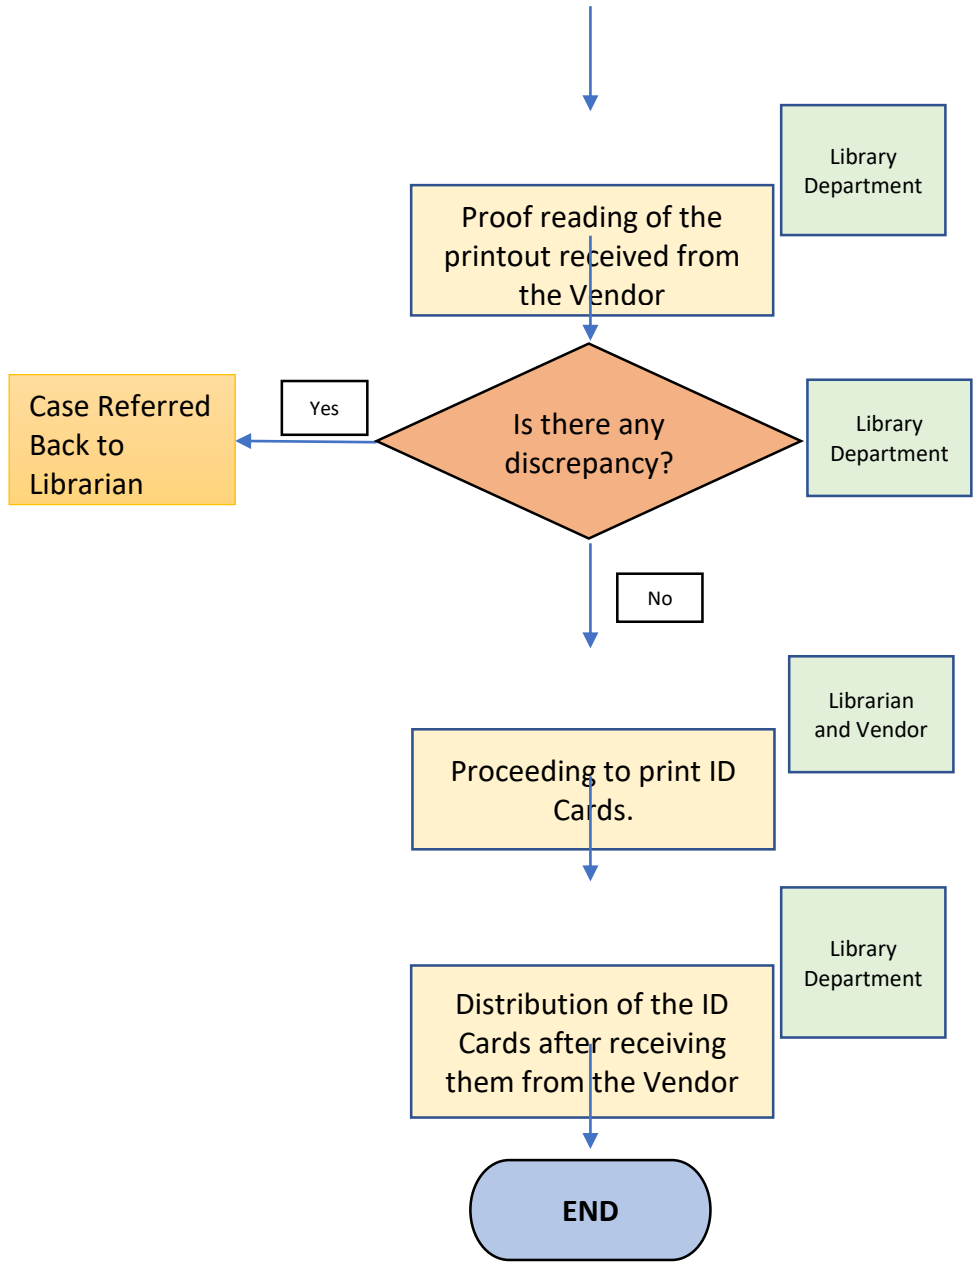 Library
Department
Proof reading of the
printout received from
the Vendor
Case Referred
Back to
Librarian
Yes
Is there any
discrepancy?
Library
Department
No
Librarian
and Vendor
Proceeding to print ID
Cards.
Library
Department
Distribution of the ID
Cards after receiving
them from the Vendor
END